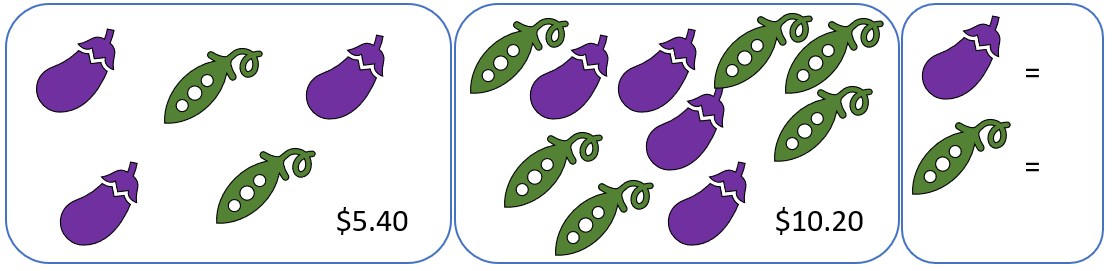 $5.40
$10.20
=
=